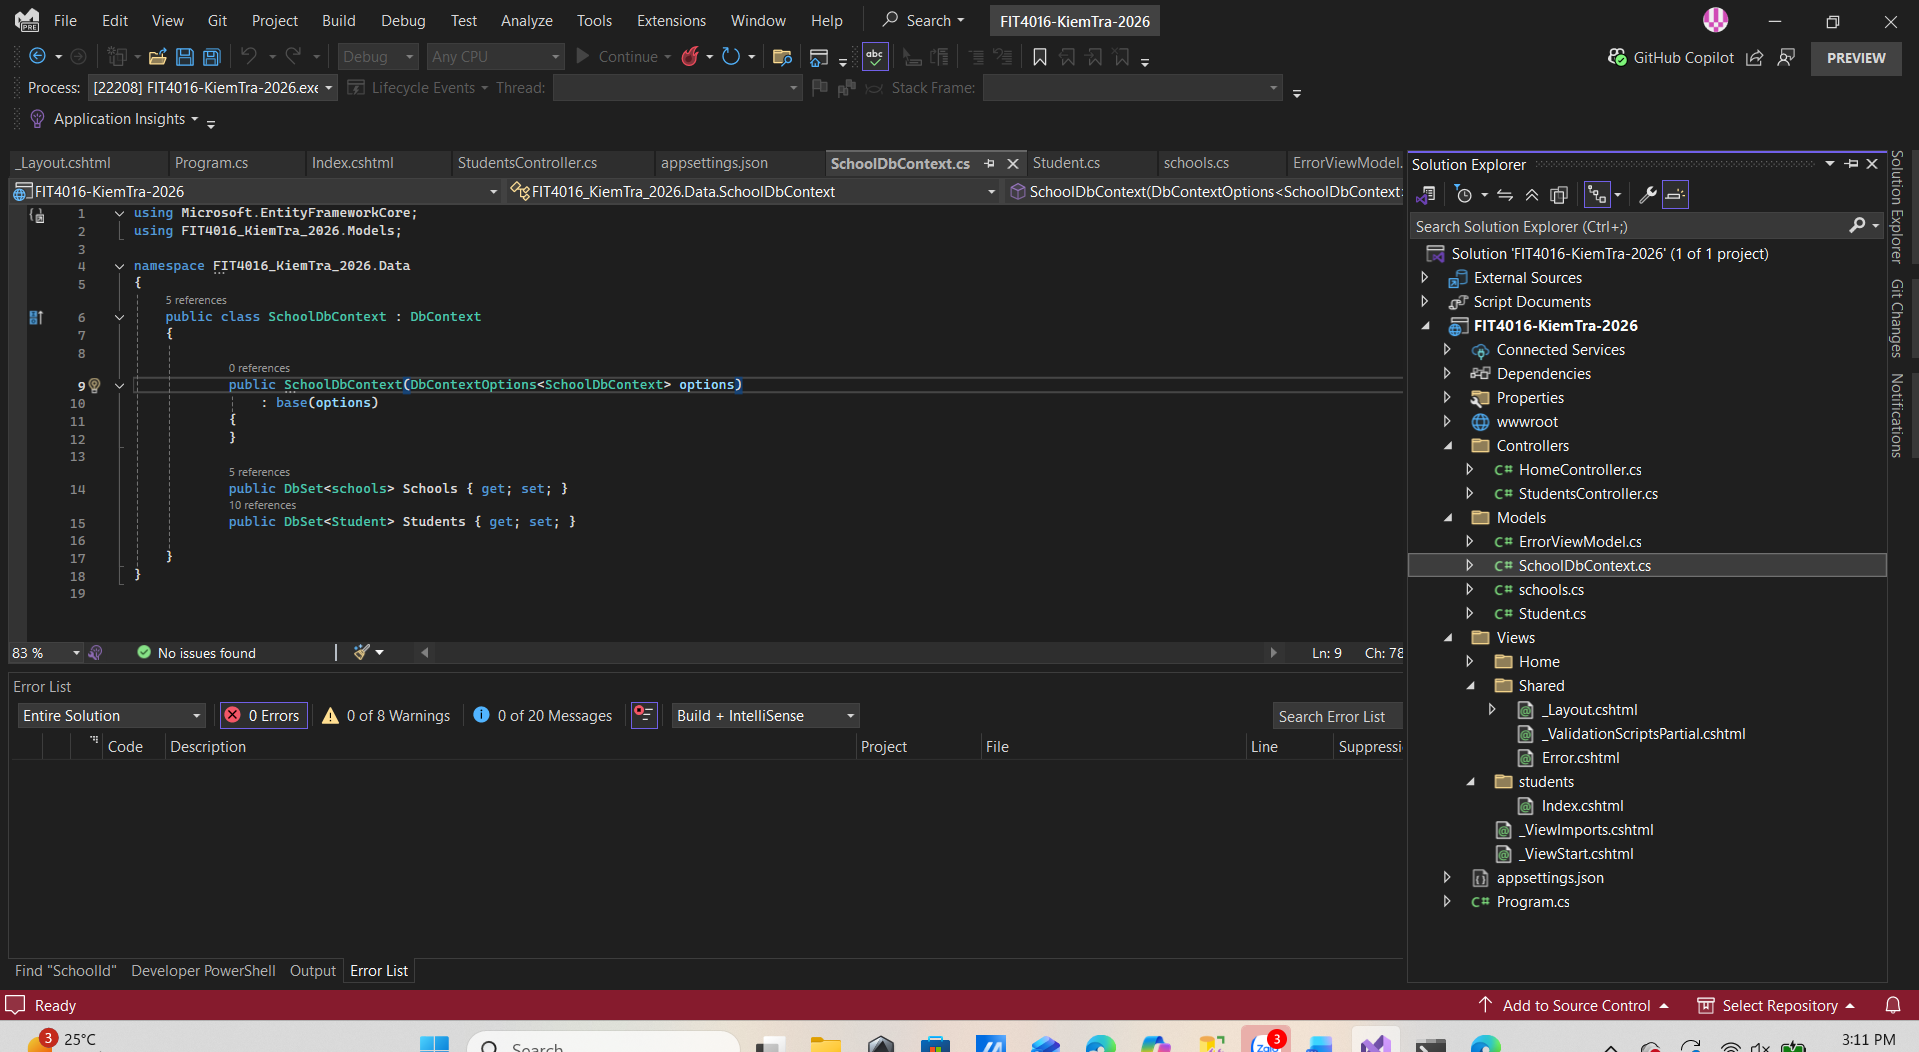 File Edit View Git Project Build Debug Test Analyze Tools Extensions Window Help Search FIT4016-KiemTra-2026
PRE
Debug Any CPU Continue abc GitHub Copilot PREVIEW
Process: [22208] FIT4016-KiemTra-2026.exe Lifecycle Events Thread: Stack Frame:
Application Insights
_Layout.cshtml Program.cs Index.cshtml StudentsController.cs appsettings.json SchoolDbContext.cs Student.cs schools.cs ErrorViewModel.
FIT4016-KiemTra-2026 FIT4016_KiemTra_2026.Data.SchoolDbContext SchoolDbContext(DbContextOptions<SchoolDbContext>
1 using Microsoft.EntityFrameworkCore;
2 using FIT4016_KiemTra_2026.Models;
3
4 namespace FIT4016_KiemTra_2026.Data
5 {
5 references
6 public class SchoolDbContext : DbContext
7 {
8
0 references
9 public SchoolDbContext(DbContextOptions<SchoolDbContext> options)
10 : base(options)
11 {
12 }
13
5 references
14 public DbSet<schools> Schools { get; set; }
10 references
15 public DbSet<Student> Students { get; set; }
16
17 }
18 }
19
83 % No issues found Ln: 9 Ch: 78
Error List
Entire Solution 0 Errors 0 of 8 Warnings 0 of 20 Messages Build + IntelliSense Search Error List
Code Description Project File Line Suppressi
Find "SchoolId" Developer PowerShell Output Error List
Solution Explorer
Search Solution Explorer (Ctrl+;)
Solution 'FIT4016-KiemTra-2026' (1 of 1 project)
External Sources
Script Documents
FIT4016-KiemTra-2026
Connected Services
Dependencies
Properties
wwwroot
Controllers
C# HomeController.cs
C# StudentsController.cs
Models
C# ErrorViewModel.cs
C# SchoolDbContext.cs
C# schools.cs
C# Student.cs
Views
Home
Shared
_Layout.cshtml
_ValidationScriptsPartial.cshtml
Error.cshtml
students
Index.cshtml
_ViewImports.cshtml
_ViewStart.cshtml
appsettings.json
C# Program.cs
Solution Explorer
Git Changes
Notifications
Ready Add to Source Control Select Repository
3 25°C Search Zalo 3 3:11 PM